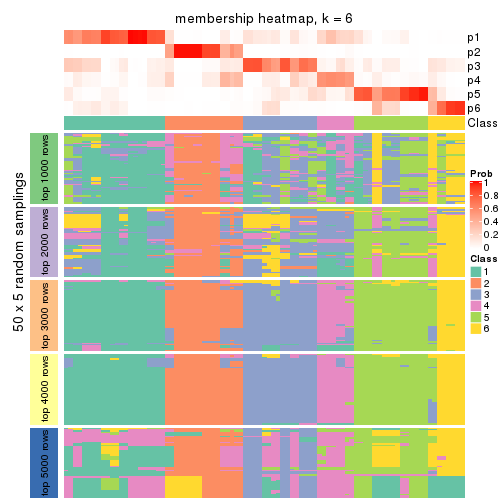 membership heatmap, k = 6
p1
p2
p3
p4
p5
p6
Class
50 x 5 random samplings
top 1000 rows
top 2000 rows
top 3000 rows
top 4000 rows
top 5000 rows
Prob
1
0.8
0.6
0.4
0.2
0
Class
1
2
3
4
5
6